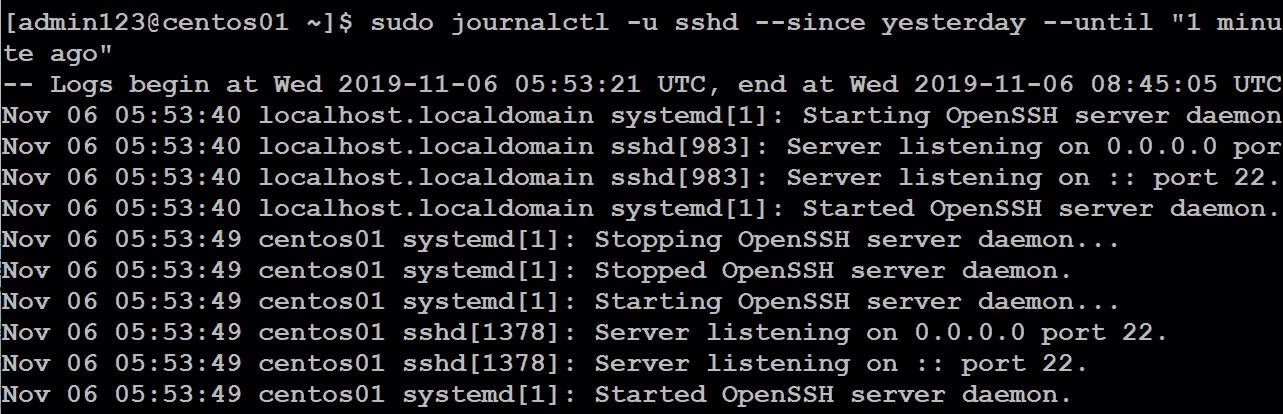 [admin123@centos01 ~]$ sudo journalctl -u sshd --since yesterday --until "1 minu
te ago"
-- Logs begin at Wed 2019-11-06 05:53:21 UTC, end at Wed 2019-11-06 08:45:05 UTC
Nov 06 05:53:40 localhost.localdomain systemd[1]: Starting OpenSSH server daemon
Nov 06 05:53:40 localhost.localdomain sshd[983]: Server listening on 0.0.0.0 por
Nov 06 05:53:40 localhost.localdomain sshd[983]: Server listening on :: port 22.
Nov 06 05:53:40 localhost.localdomain systemd[1]: Started OpenSSH server daemon.
Nov 06 05:53:49 centos01 systemd[1]: Stopping OpenSSH server daemon...
Nov 06 05:53:49 centos01 systemd[1]: Stopped OpenSSH server daemon.
Nov 06 05:53:49 centos01 systemd[1]: Starting OpenSSH server daemon...
Nov 06 05:53:49 centos01 sshd[1378]: Server listening on 0.0.0.0 port 22.
Nov 06 05:53:49 centos01 sshd[1378]: Server listening on :: port 22.
Nov 06 05:53:49 centos01 systemd[1]: Started OpenSSH server daemon.